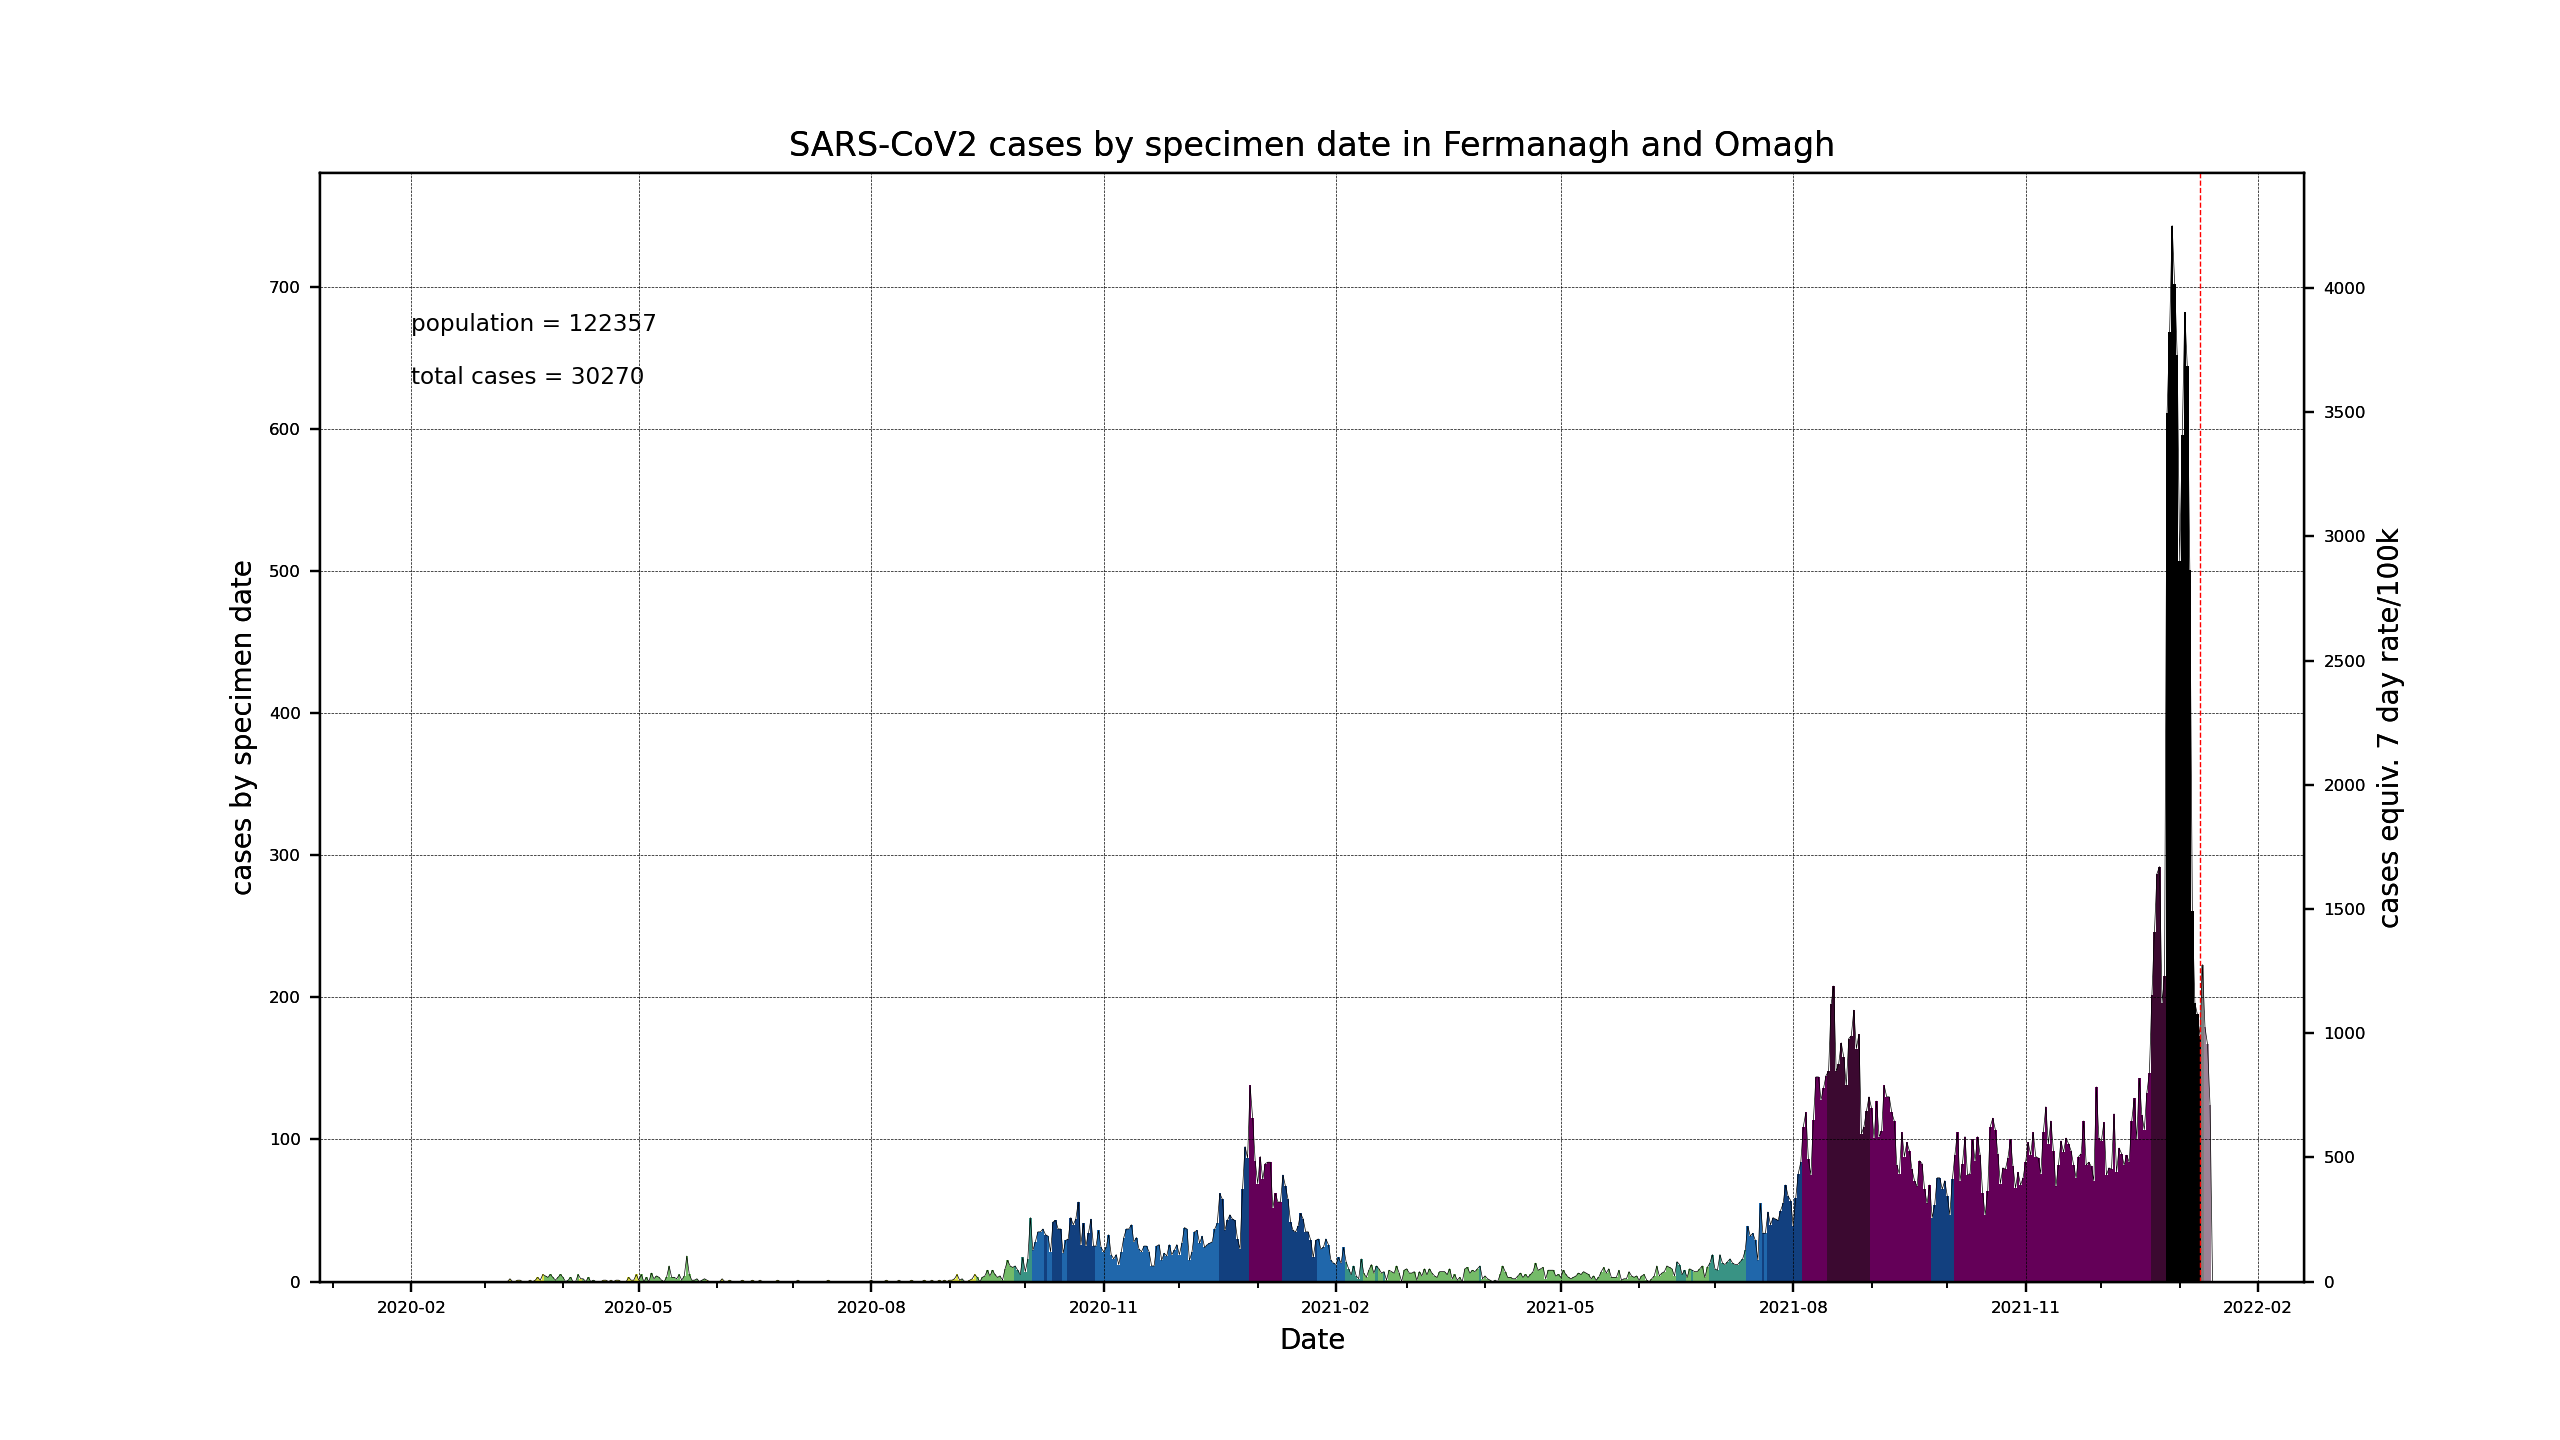 SARS-CoV2 cases by specimen date in Fermanagh and Omagh
population = 122357
total cases = 30270
cases by specimen date
700
600
500
400
300
200
100
0
4000
3500
3000
2500
2000
1500
1000
500
0
cases equiv. 7 day rate/100k
2020-02 2020-05 2020-08 2020-11 2021-02 2021-05 2021-08 2021-11 2022-02
Date